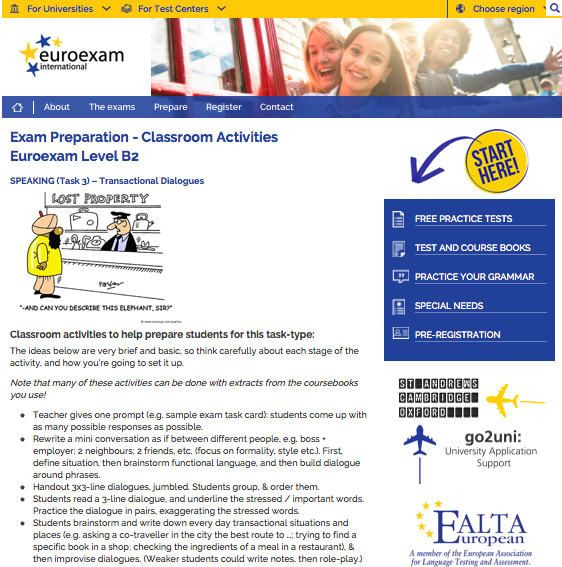 For Universities
For Test Centers
Choose region
euroexam
international
About
The exams
Prepare
Register
Contact
Exam Preparation - Classroom Activities
Euroexam Level B2
SPEAKING (Task 3) – Transactional Dialogues
LOST PROPERTY
"-AND CAN YOU DESCRIBE THIS ELEPHANT, SIR?"
Classroom activities to help prepare students for this task-type:
The ideas below are very brief and basic, so think carefully about each stage of the
activity, and how you're going to set it up.
Note that many of these activities can be done with extracts from the coursebooks
you use!
● Teacher gives one prompt (e.g. sample exam task card): students come up with
as many possible responses as possible.
● Rewrite a mini conversation as if between different people, e.g. boss +
employer; 2 neighbours; 2 friends, etc. (focus on formality, style etc.). First,
define situation, then brainstorm functional language, and then build dialogue
around phrases.
● Handout 3x3-line dialogues, jumbled. Students group, & order them.
● Students read a 3-line dialogue, and underline the stressed / important words.
Practice the dialogue in pairs, exaggerating the stressed words.
● Students brainstorm and write down every day transactional situations and
places (e.g. asking a co-traveller in the city the best route to ...; trying to find a
specific book in a shop; checking the ingredients of a meal in a restaurant), &
then improvise dialogues. (Weaker students could write notes, then role-play.)
START
HERE!
FREE PRACTICE TESTS
TEST AND COURSE BOOKS
PRACTICE YOUR GRAMMAR
SPECIAL NEEDS
PRE-REGISTRATION
ST ANDREWS
CAMBRIDGE
OXFORD
go2uni:
University Application
Support
EALTA
European
A member of the European Association
for Language Testing and Assessment.